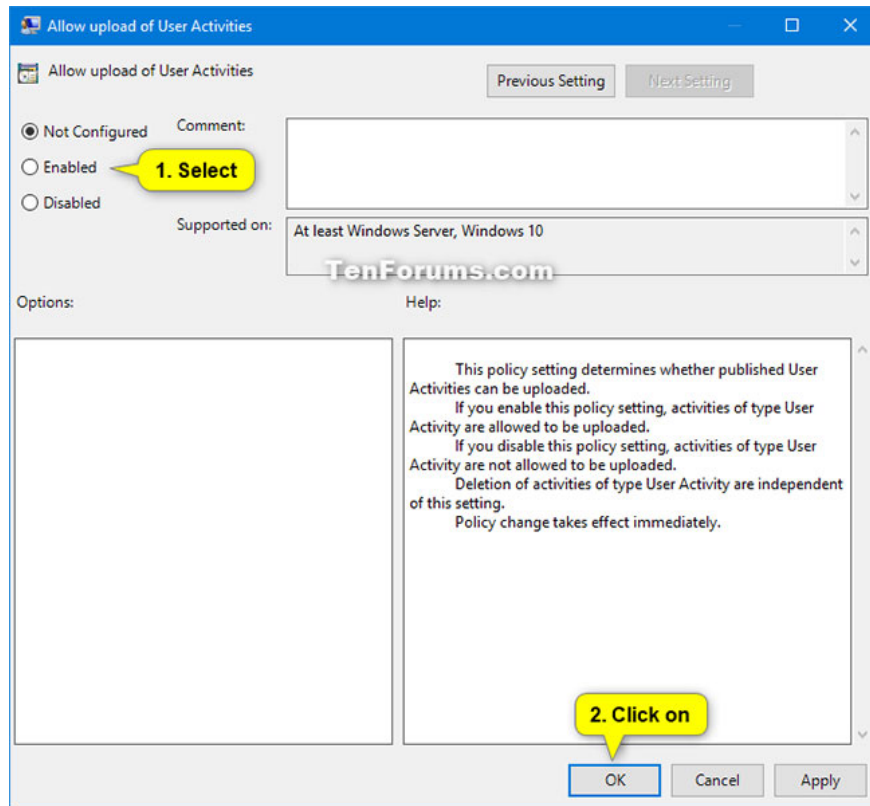 Allow upload of User Activities
Allow upload of User Activities
Previous Setting
Next Setting
Not Configured
Comment:
Enabled
1. Select
Disabled
Supported on:
At least Windows Server, Windows 10
TenForums.com
Options:
Help:
This policy setting determines whether published User
Activities can be uploaded.
If you enable this policy setting, activities of type User
Activity are allowed to be uploaded.
If you disable this policy setting, activities of type User
Activity are not allowed to be uploaded.
Deletion of activities of type User Activity are independent
of this setting.
Policy change takes effect immediately.
2. Click on
OK
Cancel
Apply